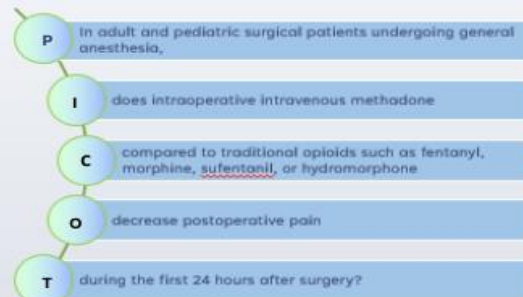 P
In adult and pediatric surgical patients undergoing general
anesthesia,
I
does intraoperative intravenous methadone
C
compared to traditional opioids such as fentanyl,
morphine, sufentanil, or hydromorphone
O
decrease postoperative pain
T
during the first 24 hours after surgery?